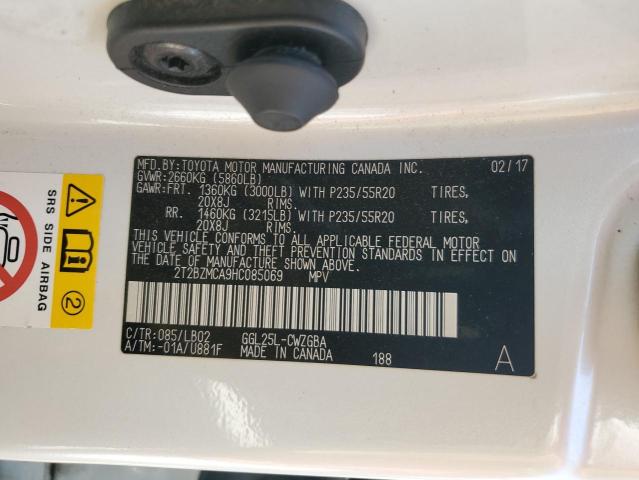 MFD.BY:TOYOTA MOTOR MANUFACTURING CANADA INC. 02/17
GVWR:2660KG (5860LB)
GAWR:FRT. 1360KG (3000LB) WITH P235/55R20 TIRES,
20X8J RIMS.
RR. 1460KG (3215LB) WITH P235/55R20 TIRES,
20X8J RIMS.
THIS VEHICLE CONFORMS TO ALL APPLICABLE FEDERAL MOTOR
VEHICLE SAFETY AND THEFT PREVENTION STANDARDS IN EFFECT ON
THE DATE OF MANUFACTURE SHOWN ABOVE.
2T2BZMCA9HC085069 MPV
C/TR:085/LB02 GGL25L-CWZGBA
A/TM:-01A/U881F MADE IN CANADA 188 A
SRS SIDE
AIRBAG
2